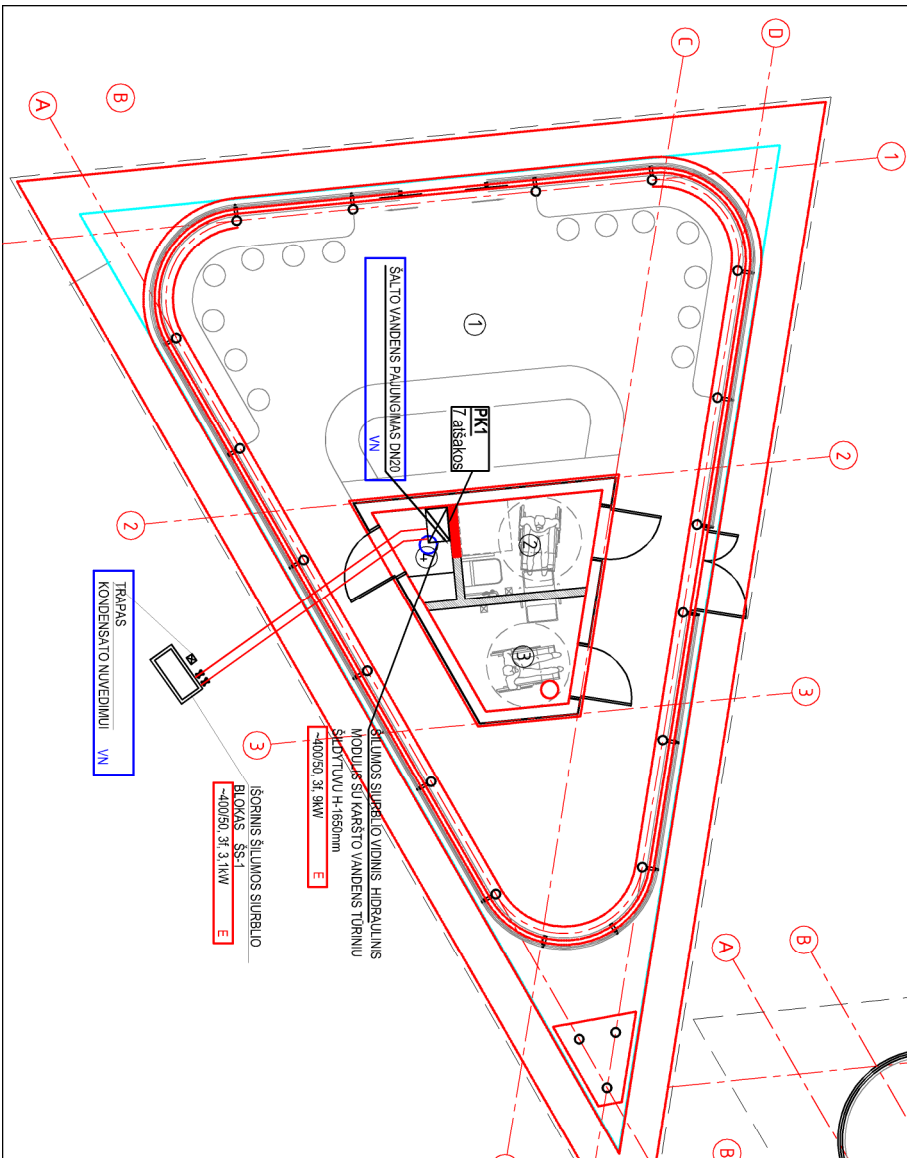 A
B
C
D
1
ŠALTO VANDENS PAJUNGIMAS DN20
VN
1
PK1
7 atšakos
2
2
2
4
3
3
3
TRAPAS
KONDENSATO NUVEDIMUI VN
ŠILUMOS SIURBLIO VIDINIS HIDRAULINIS
MODULIS SU KARŠTO VANDENS TŪRINIU
ŠILDYTUVU H-1650mm
~400/50, 3f, 9kW E
IŠORINIS ŠILUMOS SIURBLIO
BLOKAS ŠS-1
~400/50, 3f, 3,1kW E
A
B
B